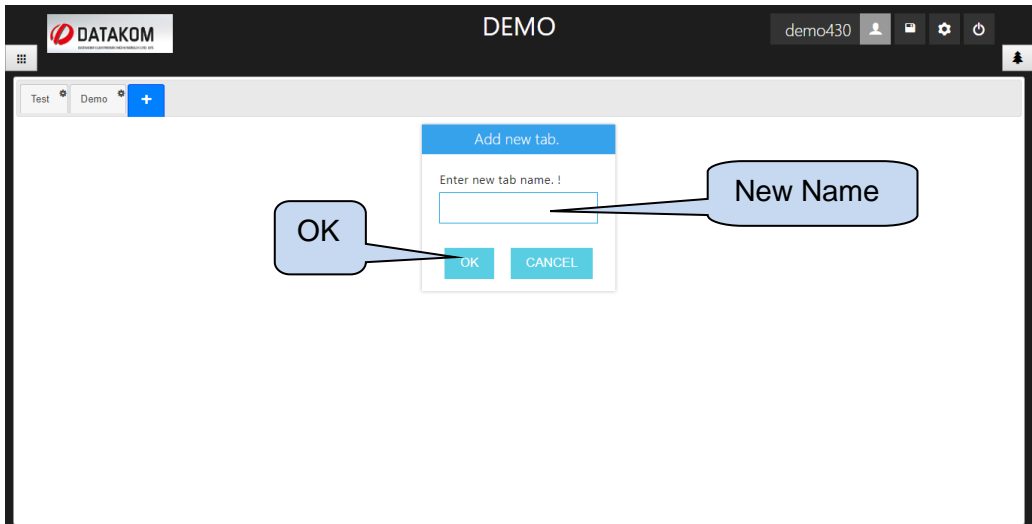 DATAKOM
DEMO
demo430
Test
Demo
+
Add new tab.
Enter new tab name. !
New Name
OK
OK
CANCEL